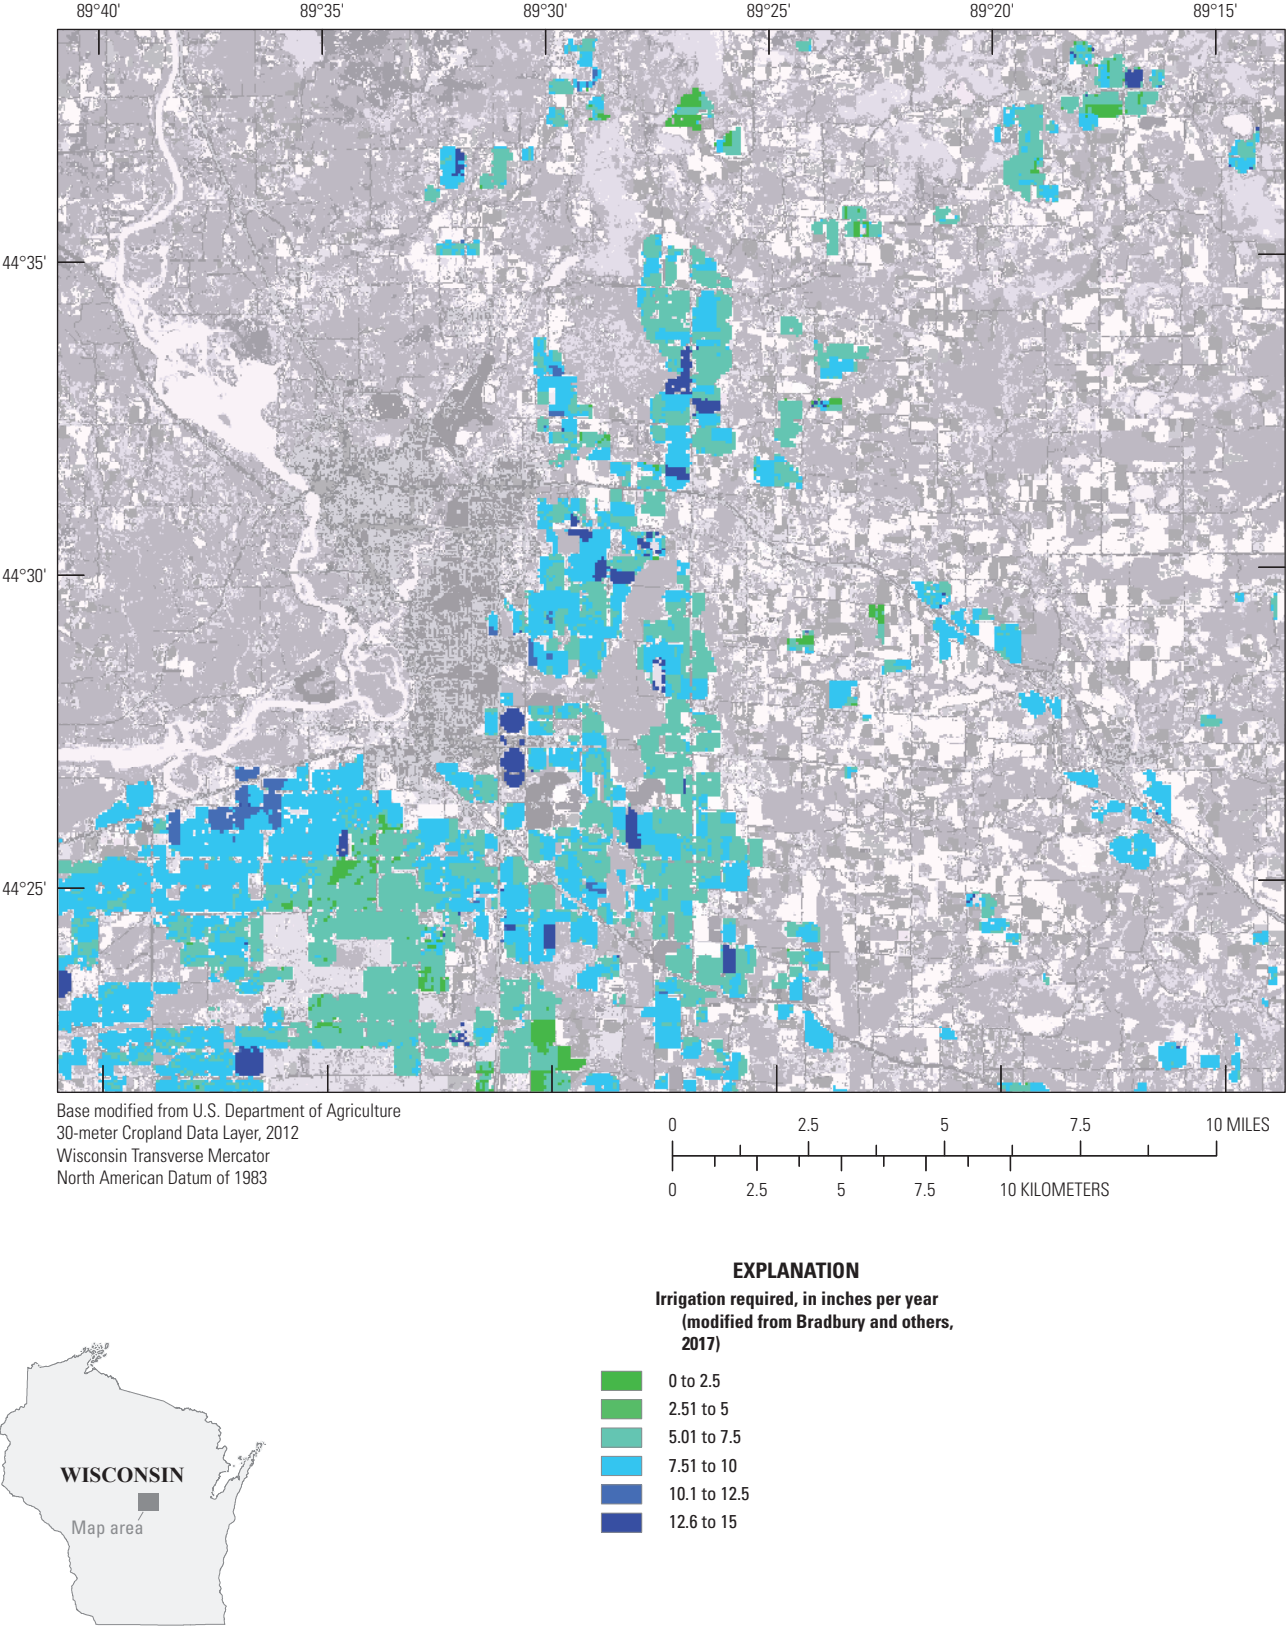 89°40' 89°35' 89°30' 89°25' 89°20' 89°15'
44°35'
44°30'
44°25'
Base modified from U.S. Department of Agriculture
30-meter Cropland Data Layer, 2012
Wisconsin Transverse Mercator
North American Datum of 1983
0 2.5 5 7.5 10 MILES
0 2.5 5 7.5 10 KILOMETERS
EXPLANATION
Irrigation required, in inches per year
(modified from Bradbury and others,
2017)
0 to 2.5
2.51 to 5
5.01 to 7.5
7.51 to 10
10.1 to 12.5
12.6 to 15
WISCONSIN
Map area